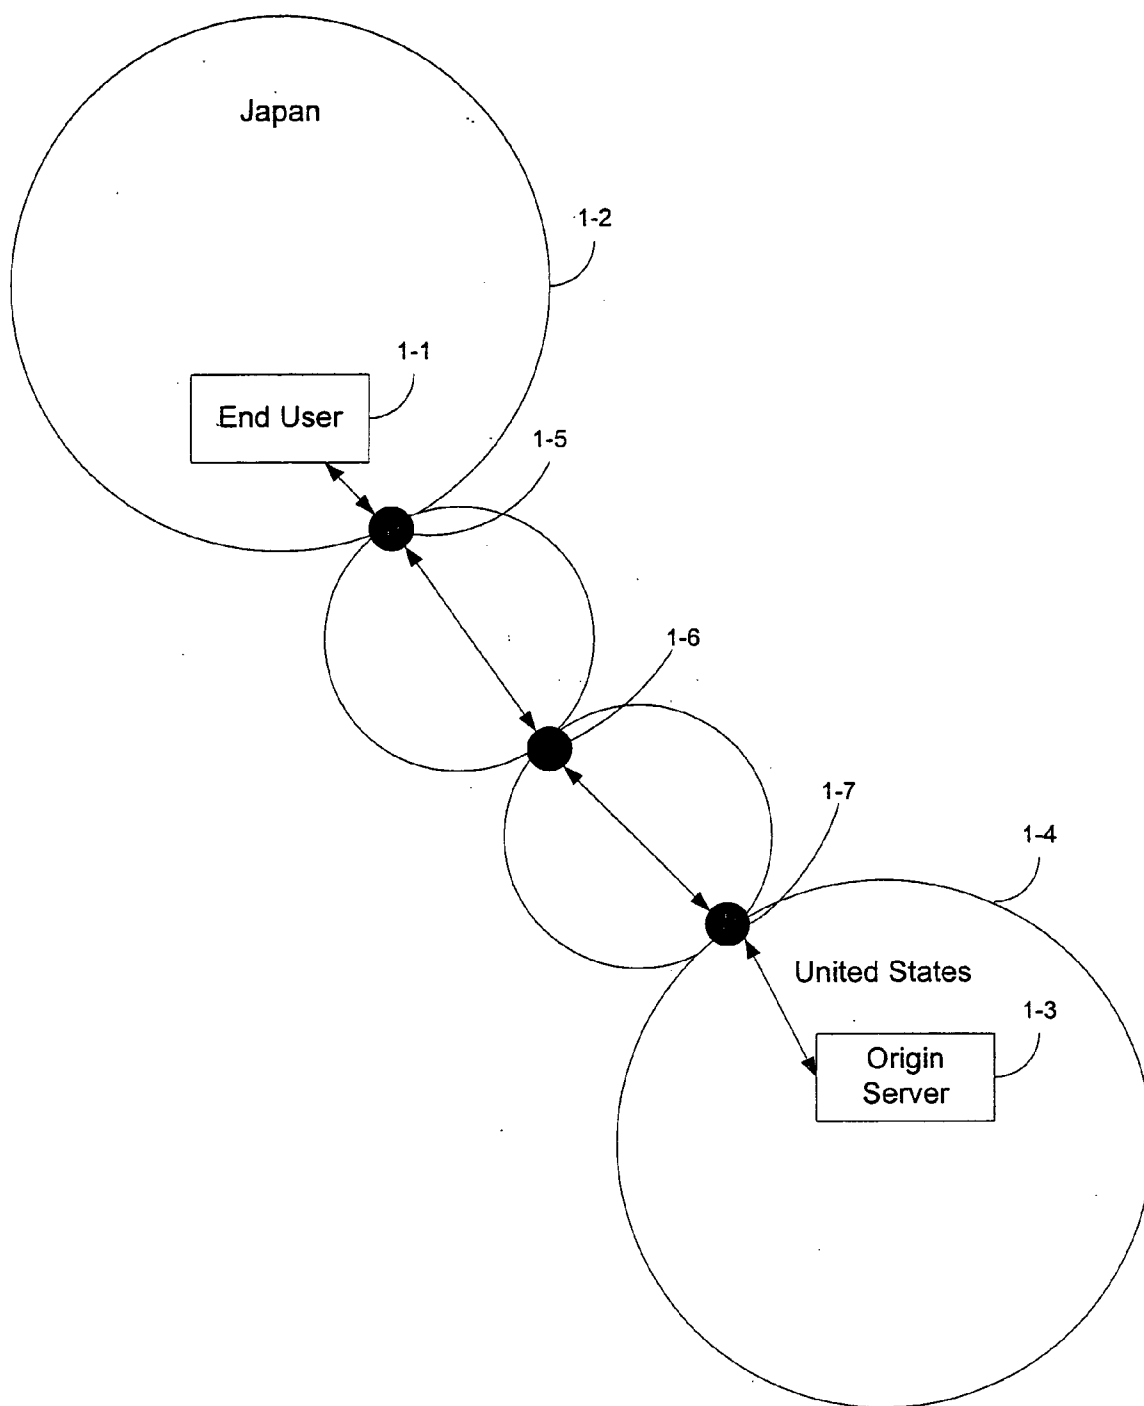 Japan
1-2
1-1
End User
1-5
1-6
1-7
1-4
United States
1-3
Origin
Server